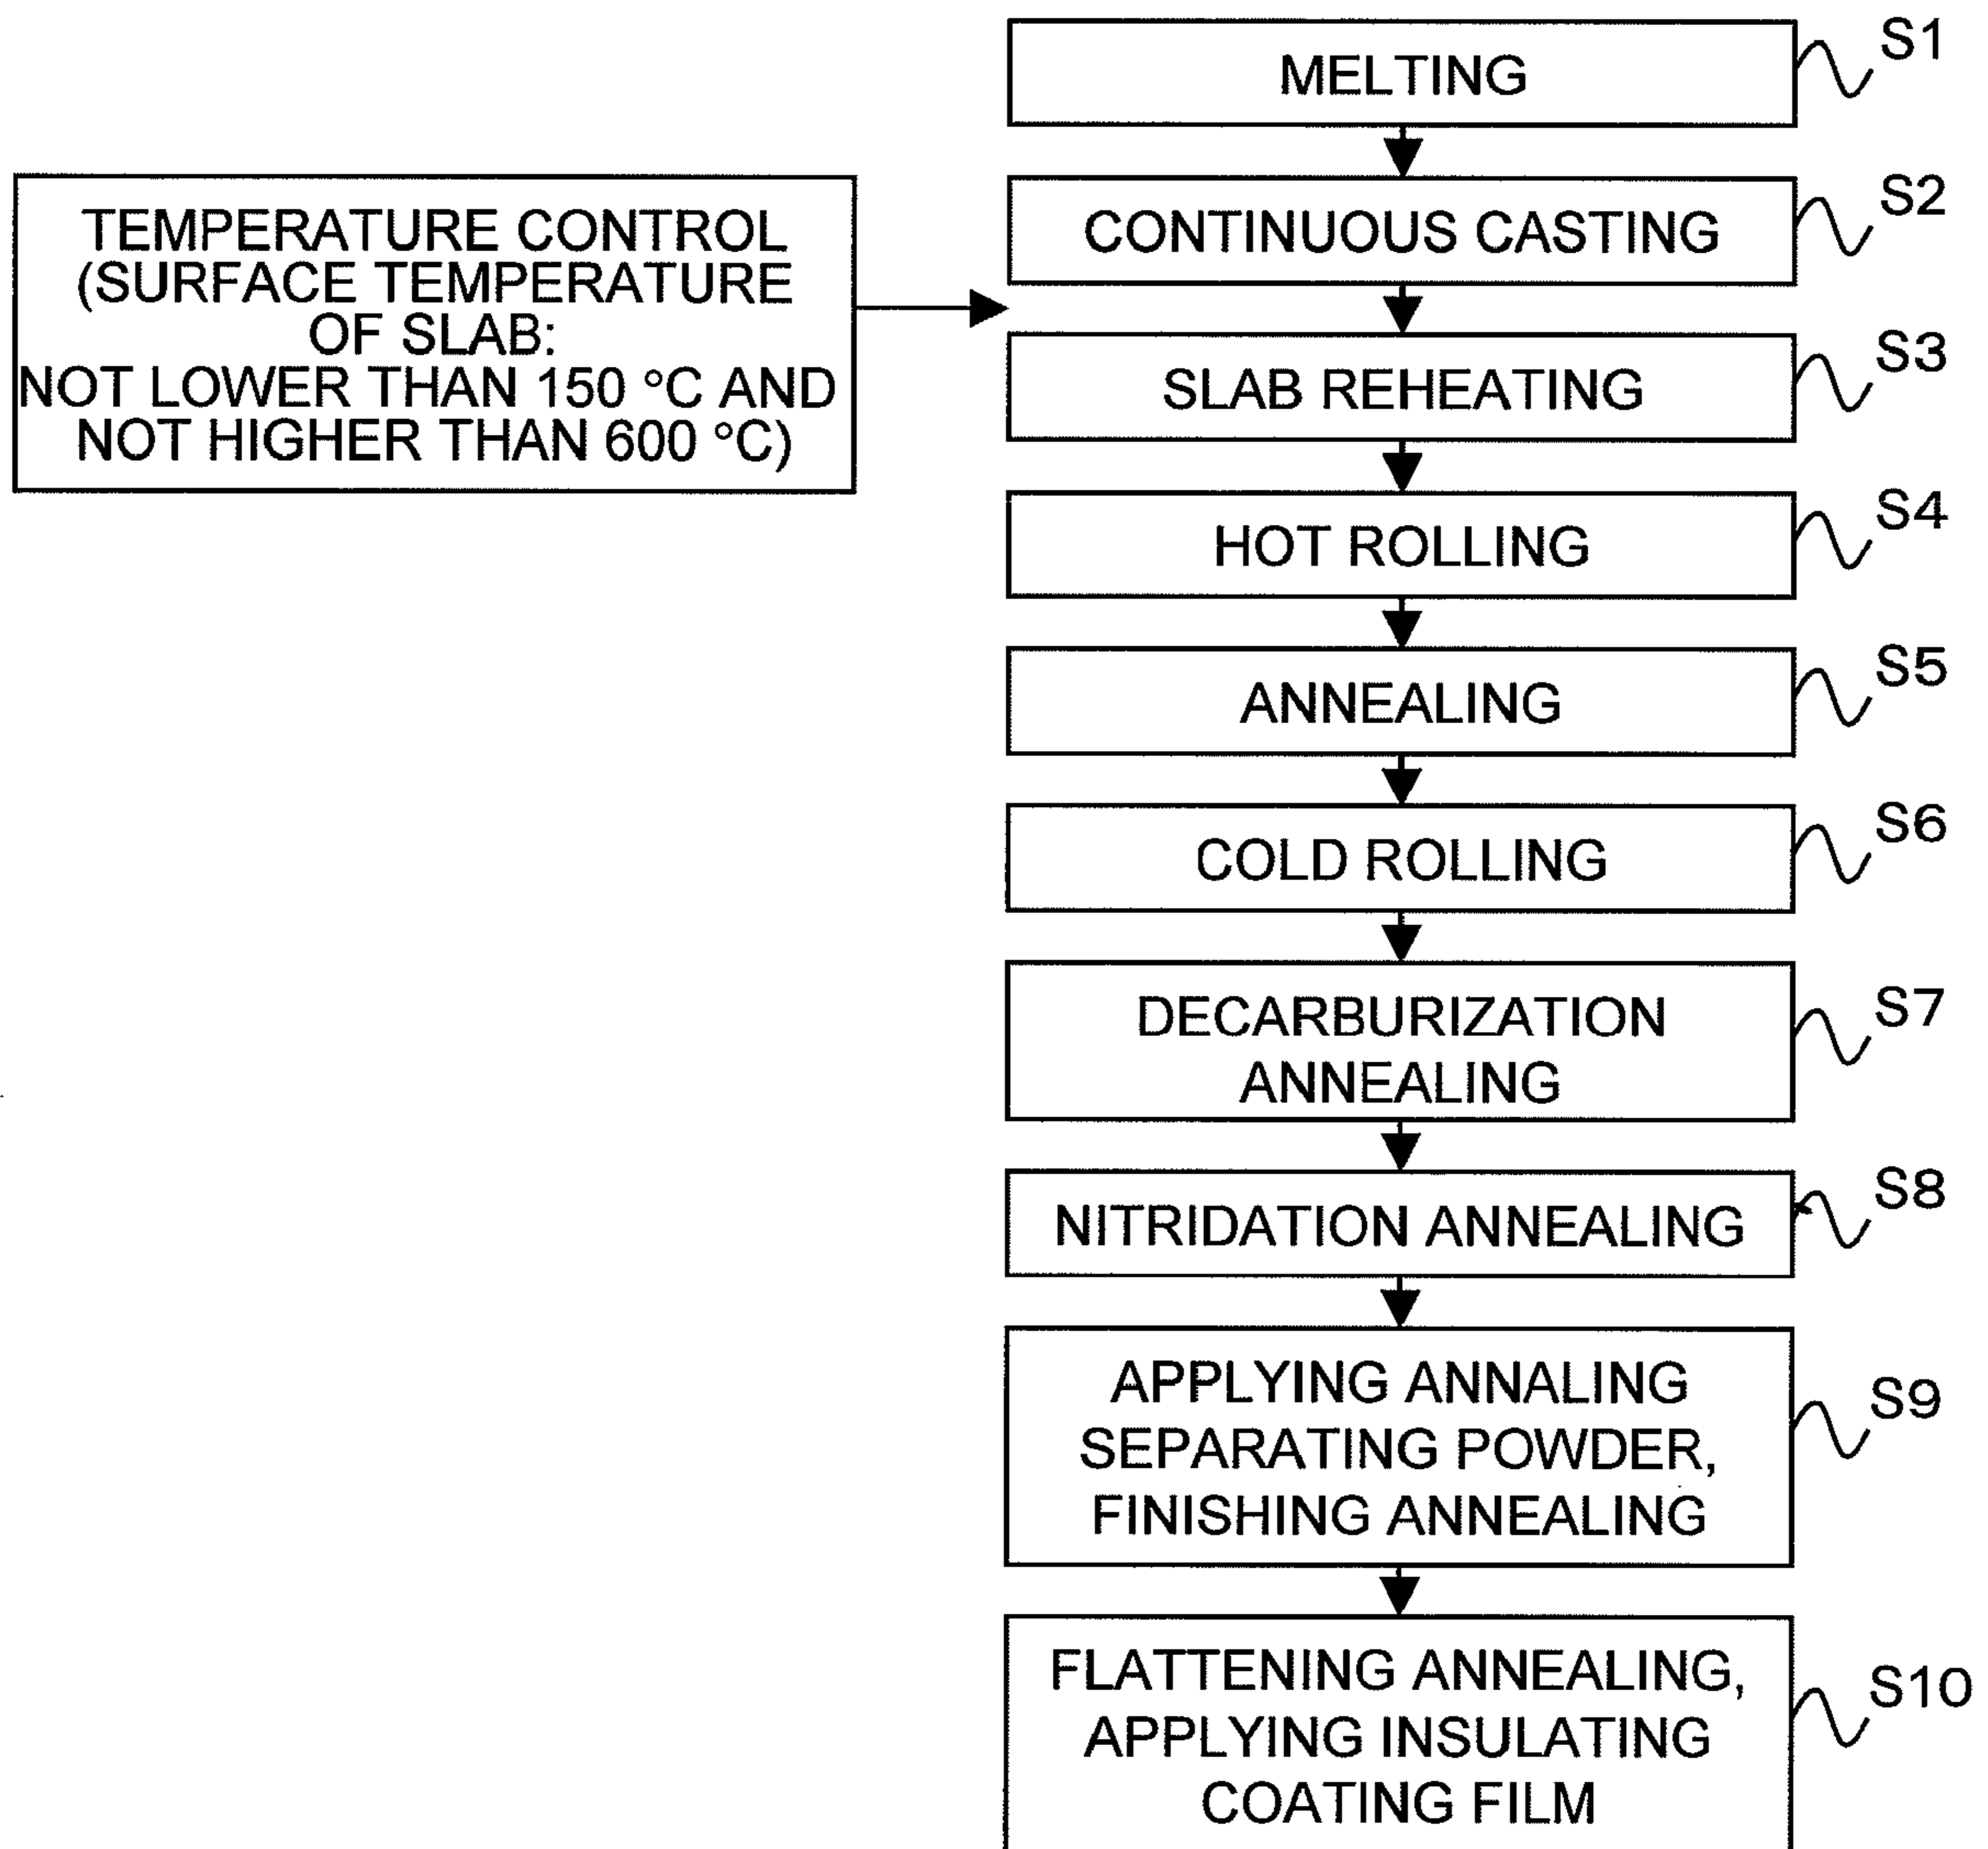 MELTING
S1
CONTINUOUS CASTING
S2
TEMPERATURE CONTROL
(SURFACE TEMPERATURE
OF SLAB:
NOT LOWER THAN 150 °C AND
NOT HIGHER THAN 600 °C)
SLAB REHEATING
S3
HOT ROLLING
S4
ANNEALING
S5
COLD ROLLING
S6
DECARBURIZATION
ANNEALING
S7
NITRIDATION ANNEALING
S8
APPLYING ANNALING
SEPARATING POWDER,
FINISHING ANNEALING
S9
FLATTENING ANNEALING,
APPLYING INSULATING
COATING FILM
S10